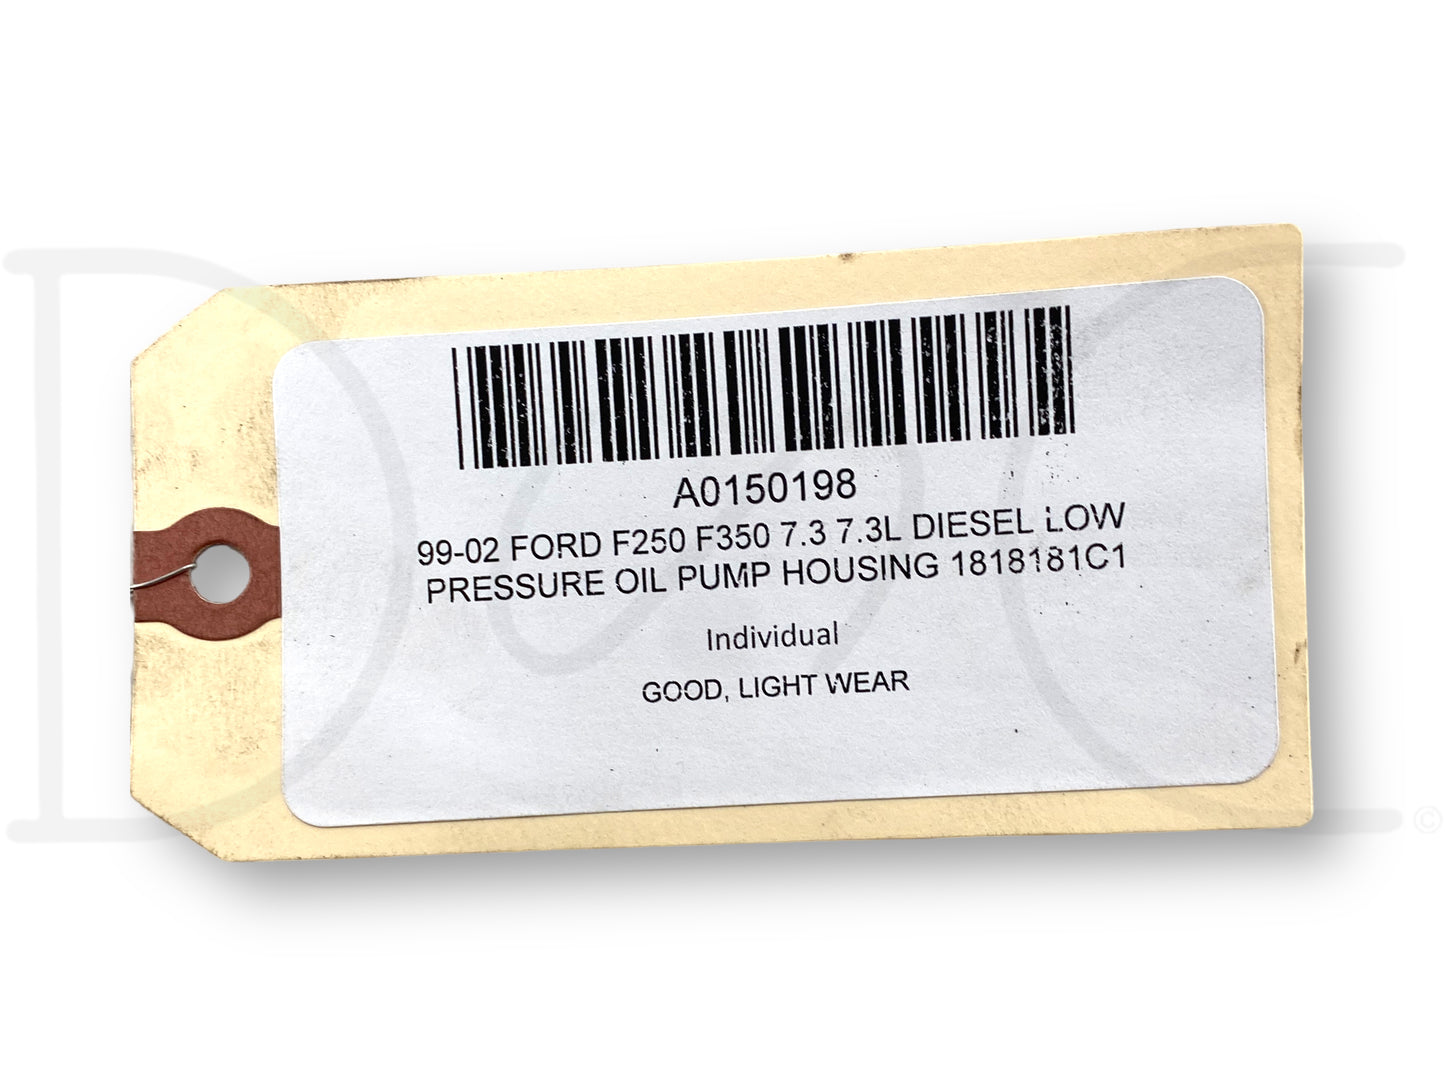 A0150198
99-02 FORD F250 F350 7.3 7.3L DIESEL LOW
PRESSURE OIL PUMP HOUSING 1818181C1
Individual
GOOD, LIGHT WEAR